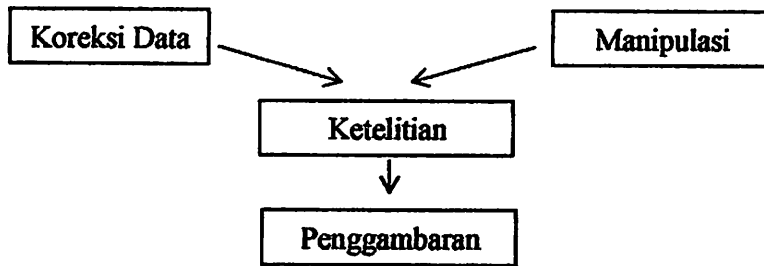 Koreksi Data
Manipulasi
Ketelitian
Penggambaran